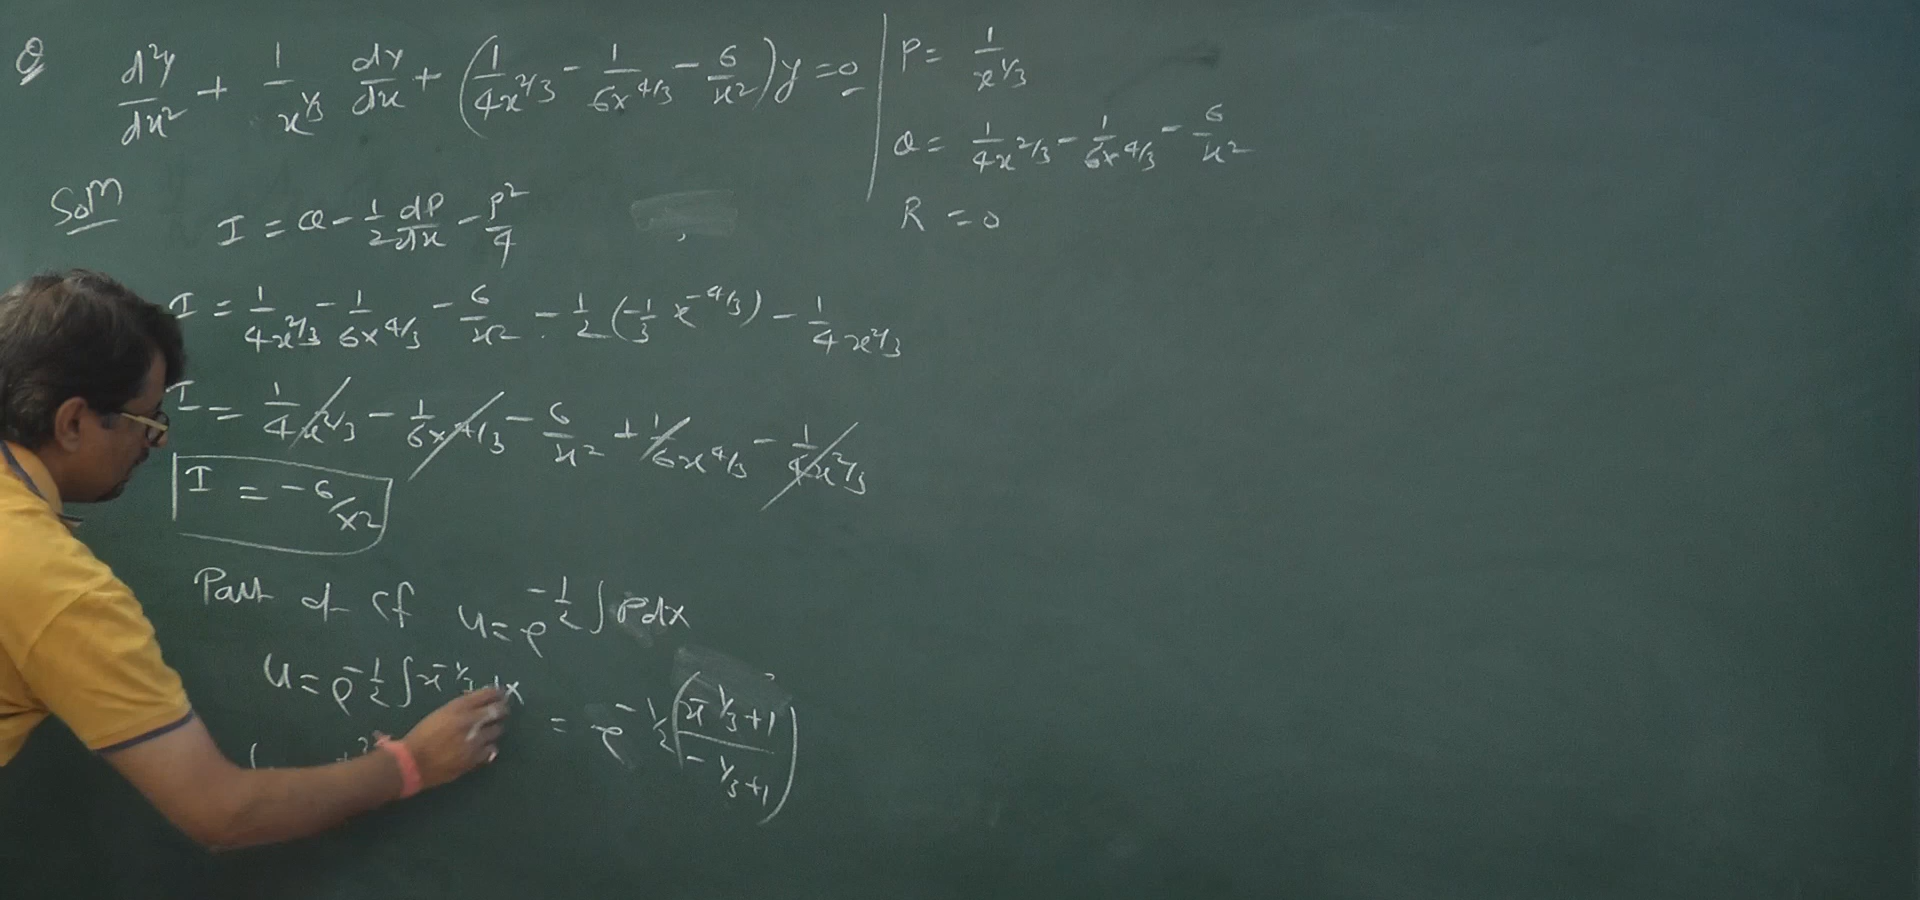 Q d²y/dx² + 1/x^1/3 dy/dx + (1/4x^2/3 - 1/6x^4/3 - 6/x²)y = 0
P = 1/x^1/3
Q = 1/4x^2/3 - 1/6x^4/3 - 6/x²
R = 0
Soln
I = Q - 1/2 dP/dx - P²/4
I = 1/4x^2/3 - 1/6x^4/3 - 6/x² - 1/2 (-1/3 x^-4/3) - 1/4x^2/3
I = 1/4x^2/3 - 1/6x^4/3 - 6/x² + 1/6x^4/3 - 1/4x^2/3
I = -6/x²
Part of CF u = e^-1/2 ∫Pdx
u = e^-1/2 ∫x^-1/3 dx = e^-1/2 (x^-1/3+1 / -1/3+1)